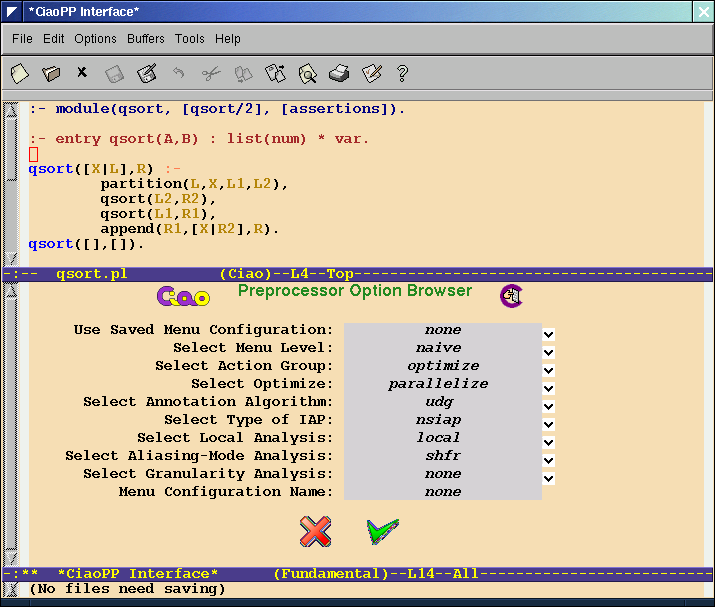 *CiaoPP Interface*
File Edit Options Buffers Tools Help
:- module(qsort, [qsort/2], [assertions]).
:- entry qsort(A,B) : list(num) * var.
qsort([X|L],R) :-
partition(L,X,L1,L2),
qsort(L2,R2),
qsort(L1,R1),
append(R1,[X|R2],R).
qsort([],[]).
-:-- qsort.pl (Ciao)--L4--Top----------------------------------------
Ciao Preprocessor Option Browser
Use Saved Menu Configuration: none
Select Menu Level: naive
Select Action Group: optimize
Select Optimize: parallelize
Select Annotation Algorithm: udg
Select Type of IAP: nsiap
Select Local Analysis: local
Select Aliasing-Mode Analysis: shfr
Select Granularity Analysis: none
Menu Configuration Name: none
-:** *CiaoPP Interface* (Fundamental)--L14--All--------------------------
(No files need saving)